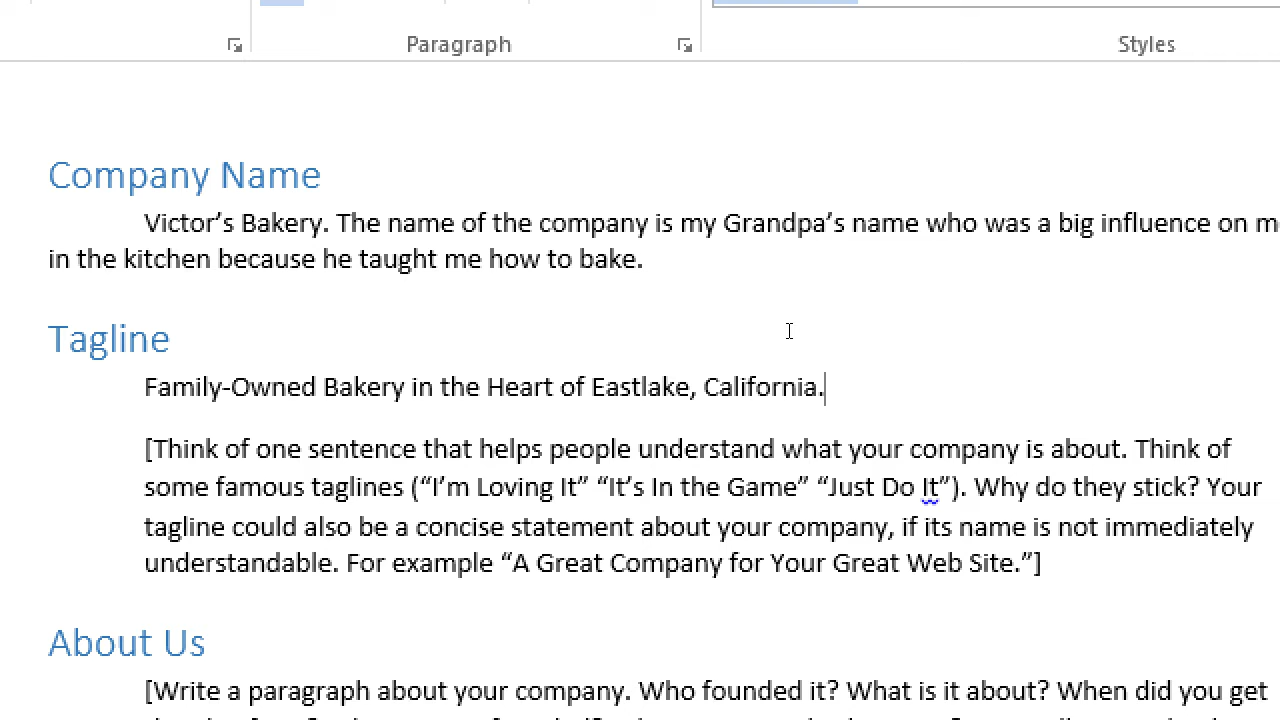 Paragraph
Styles
Company Name
Victor’s Bakery. The name of the company is my Grandpa’s name who was a big influence on
in the kitchen because he taught me how to bake.
Tagline
Family-Owned Bakery in the Heart of Eastlake, California.
[Think of one sentence that helps people understand what your company is about. Think of
some famous taglines (“I’m Loving It” “It’s In the Game” “Just Do It”). Why do they stick? Your
tagline could also be a concise statement about your company, if its name is not immediately
understandable. For example “A Great Company for Your Great Web Site.”]
About Us
[Write a paragraph about your company. Who founded it? What is it about? When did you get